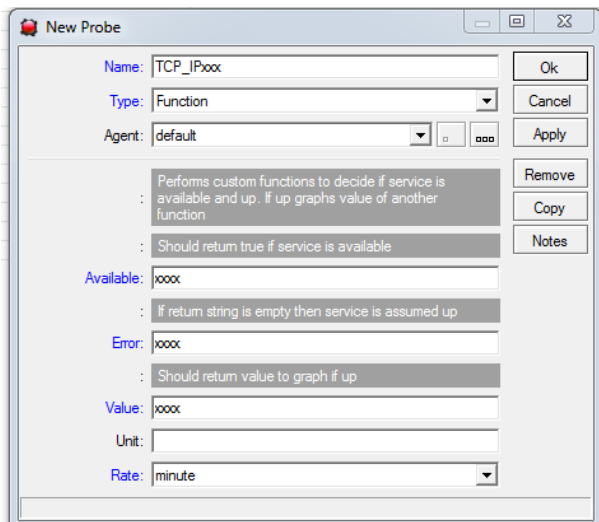 New Probe
Name: TCP_IPxxx
Ok
Type: Function
Cancel
Agent: default
Apply
Remove
: Performs custom functions to decide if service is
available and up. If up graphs value of another
function
Copy
: Should return true if service is available
Notes
Available: xxxx
: If return string is empty then service is assumed up
Error: xxxx
: Should return value to graph if up
Value: xxxx
Unit:
Rate: minute